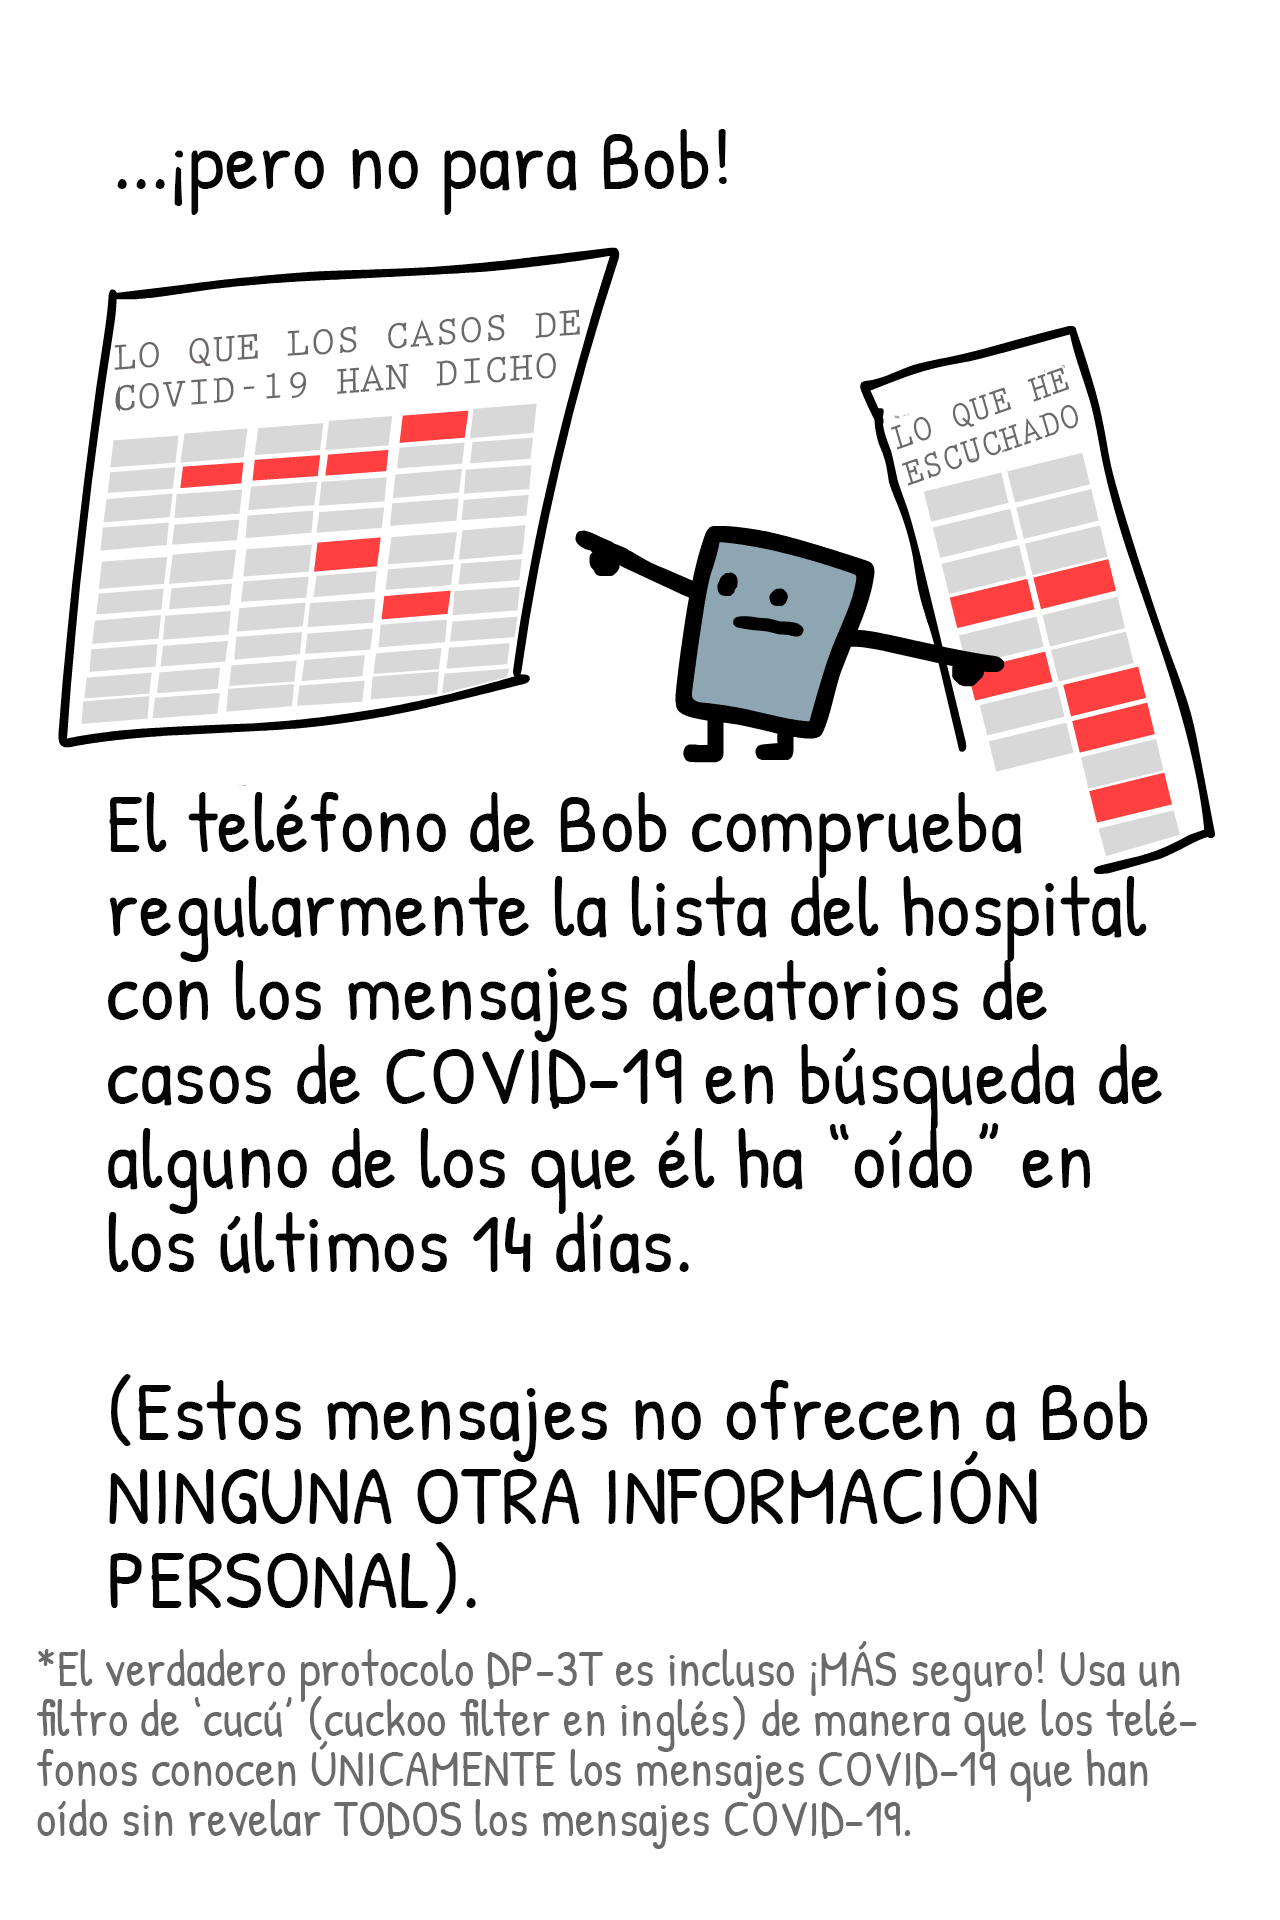 ...¡pero no para Bob!
LO QUE LOS CASOS DE
COVID-19 HAN DICHO
LO QUE HE
ESCUCHADO
El teléfono de Bob comprueba
regularmente la lista del hospital
con los mensajes aleatorios de
casos de COVID-19 en búsqueda de
alguno de los que él ha “oído” en
los últimos 14 días.
(Estos mensajes no ofrecen a Bob
NINGUNA OTRA INFORMACIÓN
PERSONAL).
*El verdadero protocolo DP-3T es incluso ¡MÁS seguro! Usa un
filtro de ‘cucú’ (cuckoo filter en inglés) de manera que los telé-
fonos conocen ÚNICAMENTE los mensajes COVID-19 que han
oído sin revelar TODOS los mensajes COVID-19.